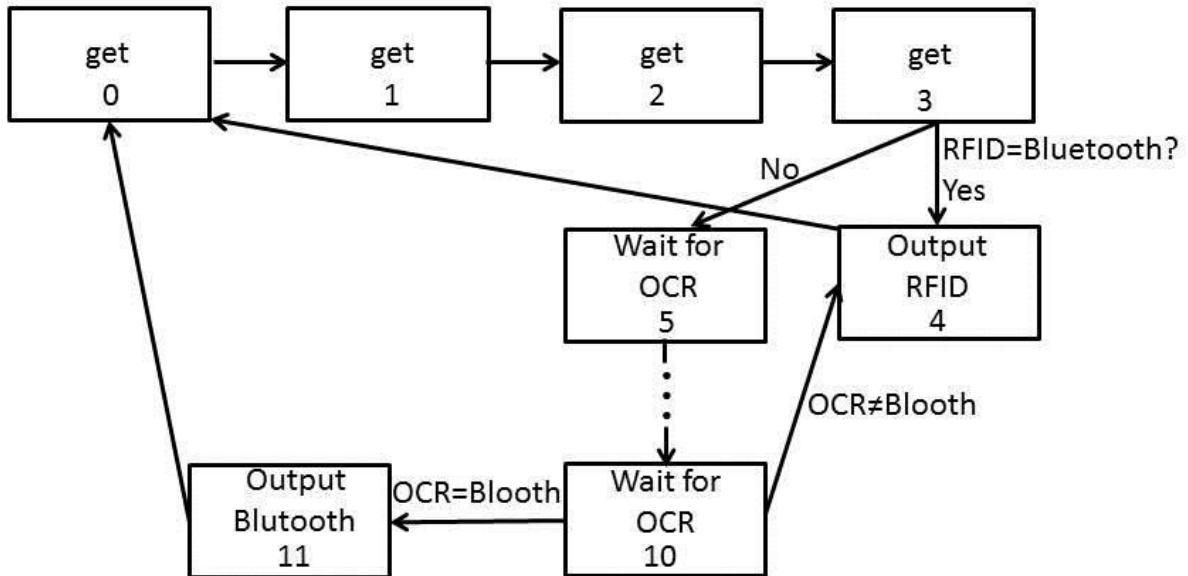 get
0
get
1
get
2
get
3
RFID=Bluetooth?
No
Yes
Wait for
OCR
5
Output
RFID
4
OCR≠Blooth
Output
Blutooth
11
OCR=Blooth
Wait for
OCR
10